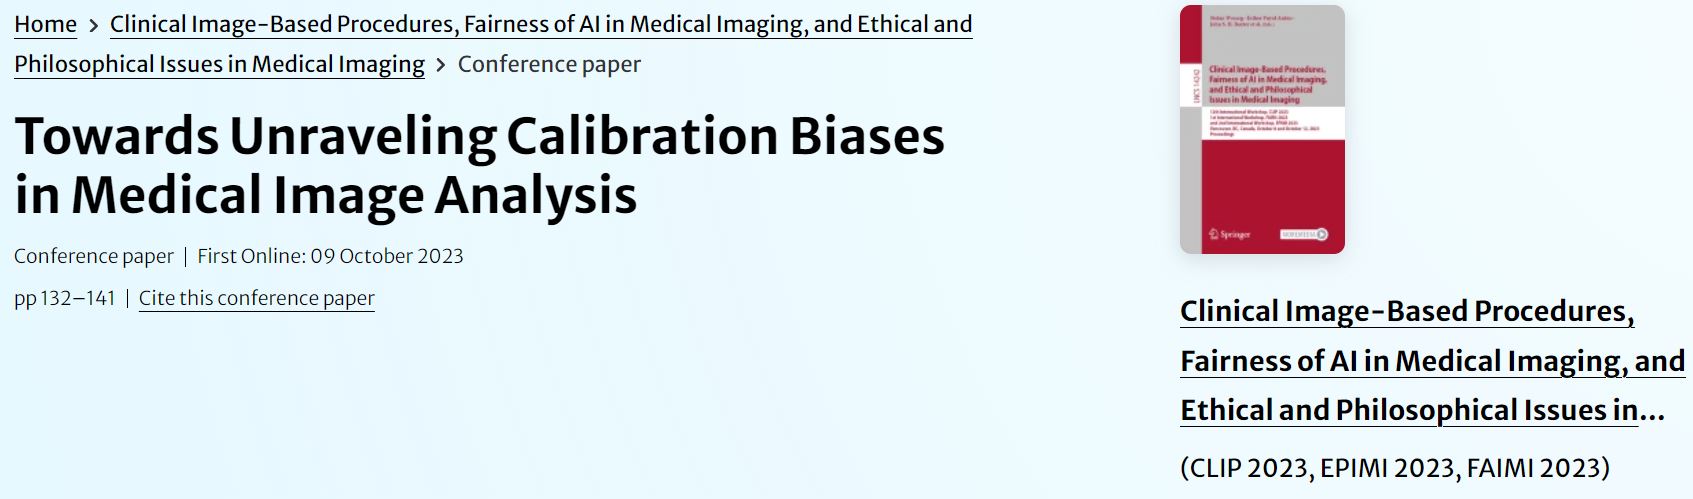 Home > Clinical Image-Based Procedures, Fairness of AI in Medical Imaging, and Ethical and
Philosophical Issues in Medical Imaging > Conference paper
Towards Unraveling Calibration Biases
in Medical Image Analysis
Conference paper | First Online: 09 October 2023
pp 132–141 | Cite this conference paper
LNCS 14242
Clinical Image-Based Procedures,
Fairness of AI in Medical Imaging,
and Ethical and Philosophical
Issues in Medical Imaging
Springer
Clinical Image-Based Procedures,
Fairness of AI in Medical Imaging, and
Ethical and Philosophical Issues in...
(CLIP 2023, EPIMI 2023, FAIMI 2023)